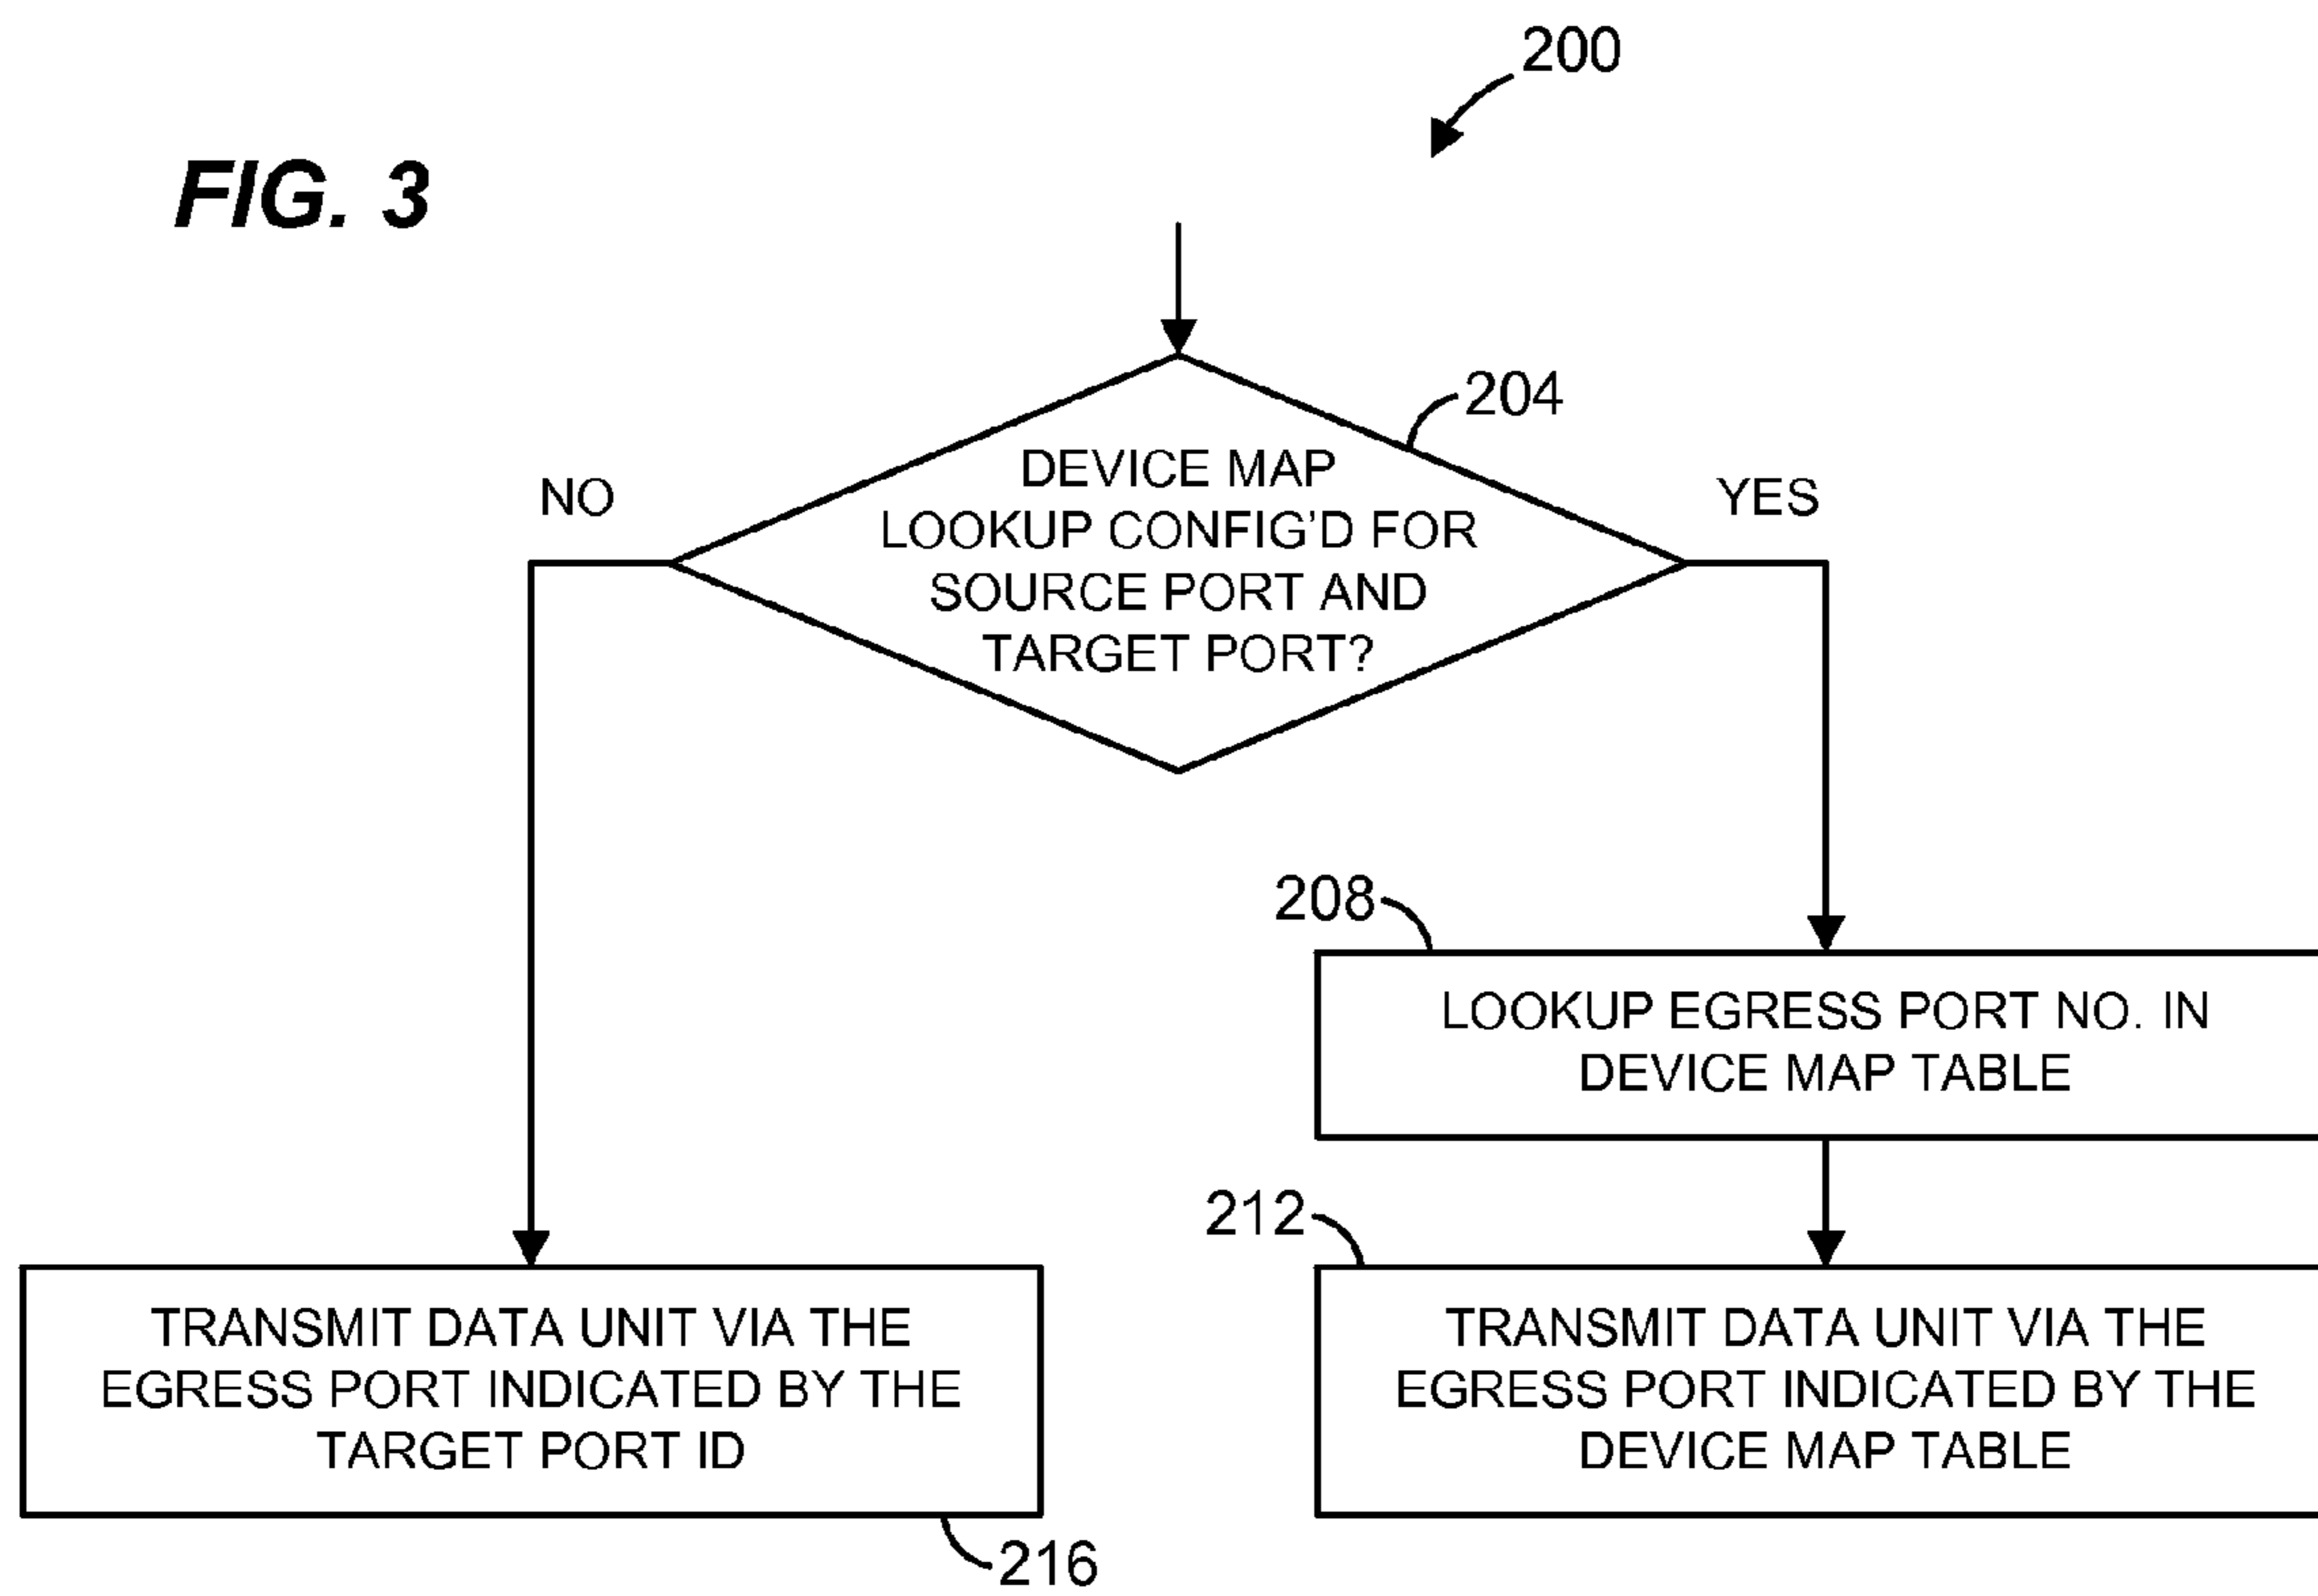 200
FIG. 3
204
DEVICE MAP
LOOKUP CONFIG'D FOR
SOURCE PORT AND
TARGET PORT?
NO
YES
208
LOOKUP EGRESS PORT NO. IN
DEVICE MAP TABLE
212
TRANSMIT DATA UNIT VIA THE
EGRESS PORT INDICATED BY THE
TARGET PORT ID
TRANSMIT DATA UNIT VIA THE
EGRESS PORT INDICATED BY THE
DEVICE MAP TABLE
216